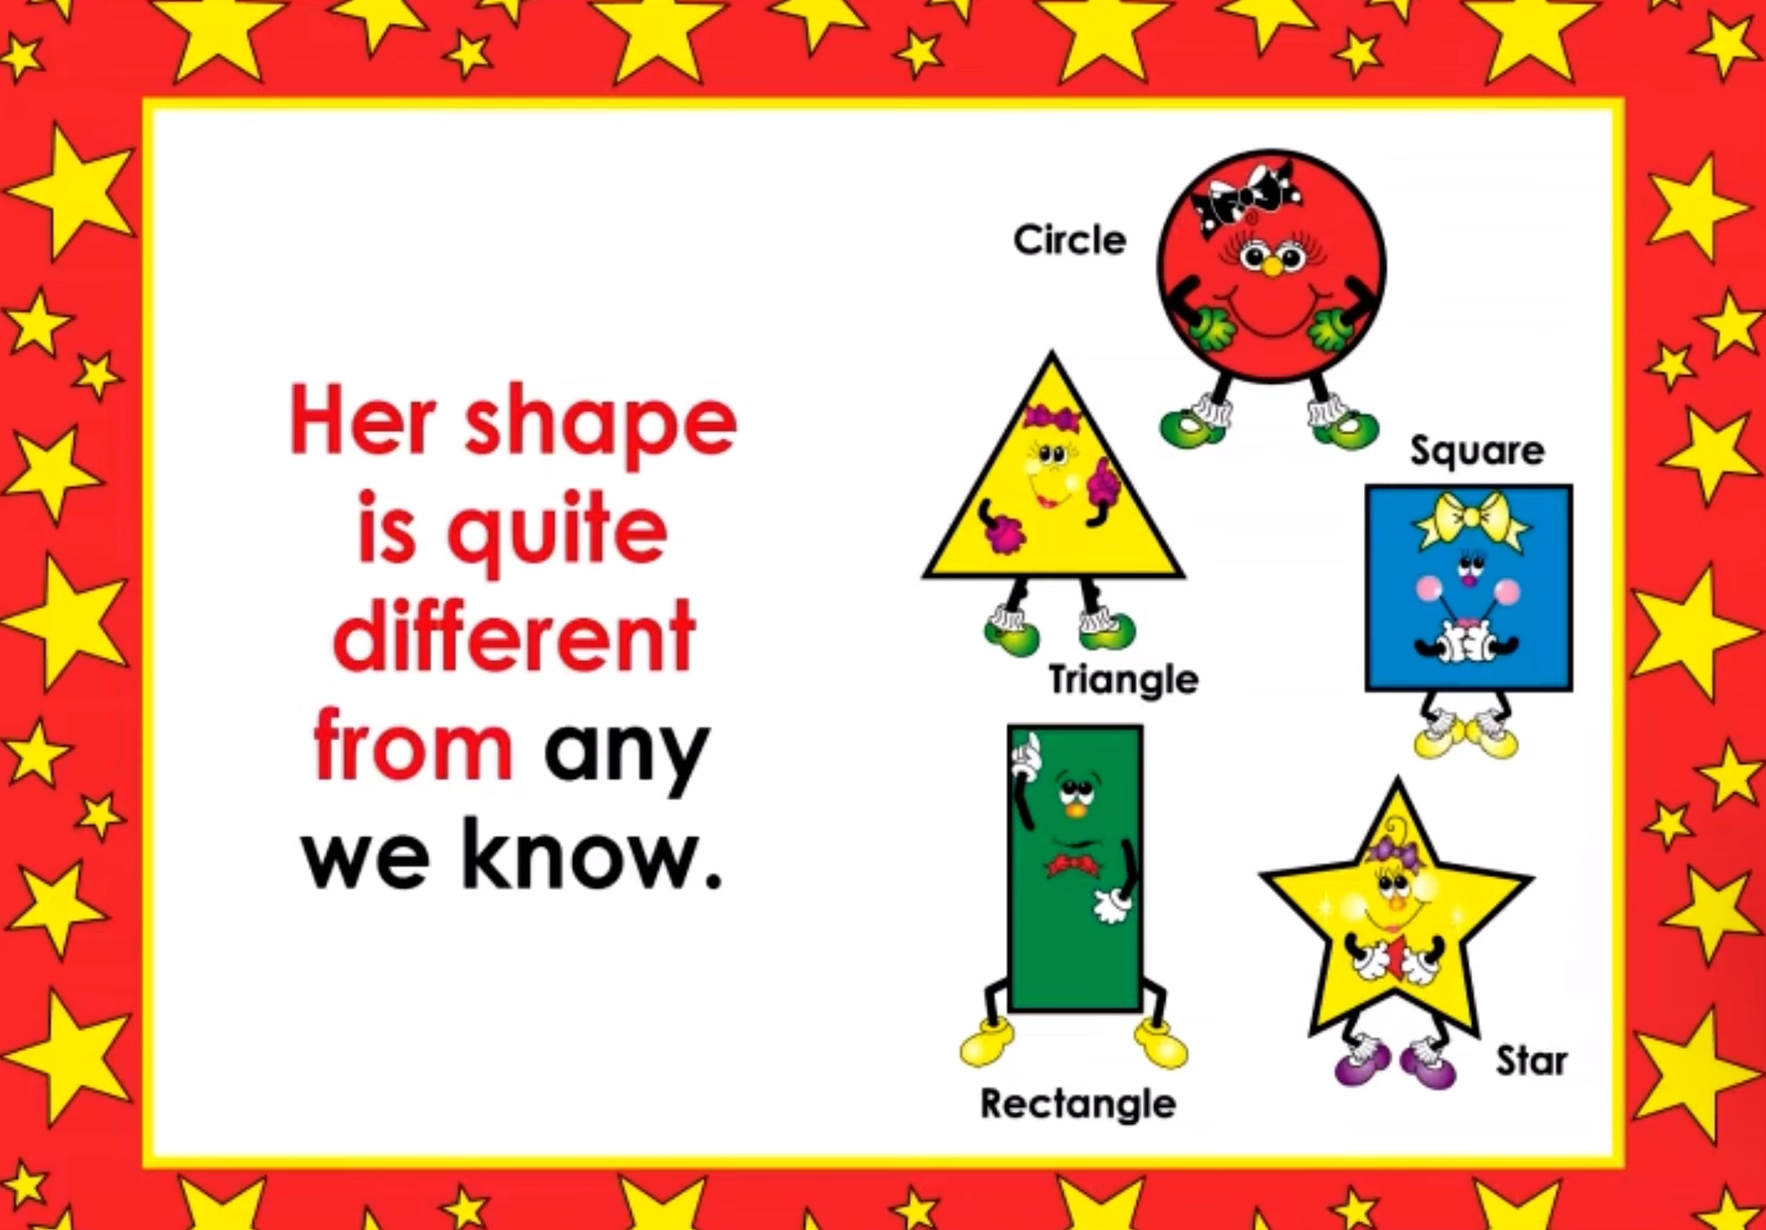 Her shape
is quite
different
from any
we know.
Circle
Square
Triangle
Star
Rectangle